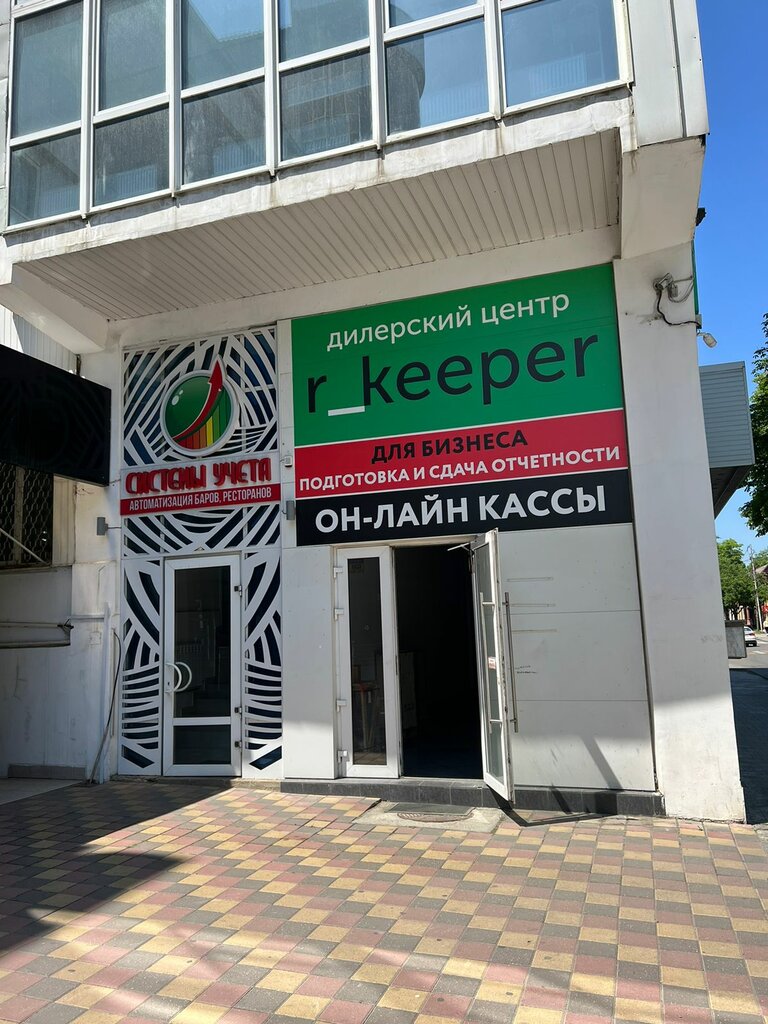 СИСТЕМЫ УЧЕТА
АВТОМАТИЗАЦИЯ БАРОВ, РЕСТОРАНОВ
дилерский центр
r_keeper
ДЛЯ БИЗНЕСА
ПОДГОТОВКА И СДАЧА ОТЧЕТНОСТИ
ОН-ЛАЙН КАССЫ